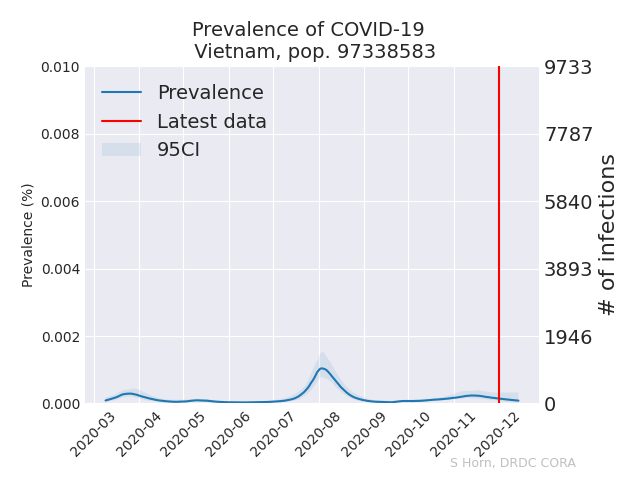 Prevalence of COVID-19
Vietnam, pop. 97338583
Prevalence
Latest data
95CI
Prevalence (%)
0.010
0.008
0.006
0.004
0.002
0.000
9733
7787
5840
3893
1946
0
# of infections
2020-03
2020-04
2020-05
2020-06
2020-07
2020-08
2020-09
2020-10
2020-11
2020-12
S Horn, DRDC CORA